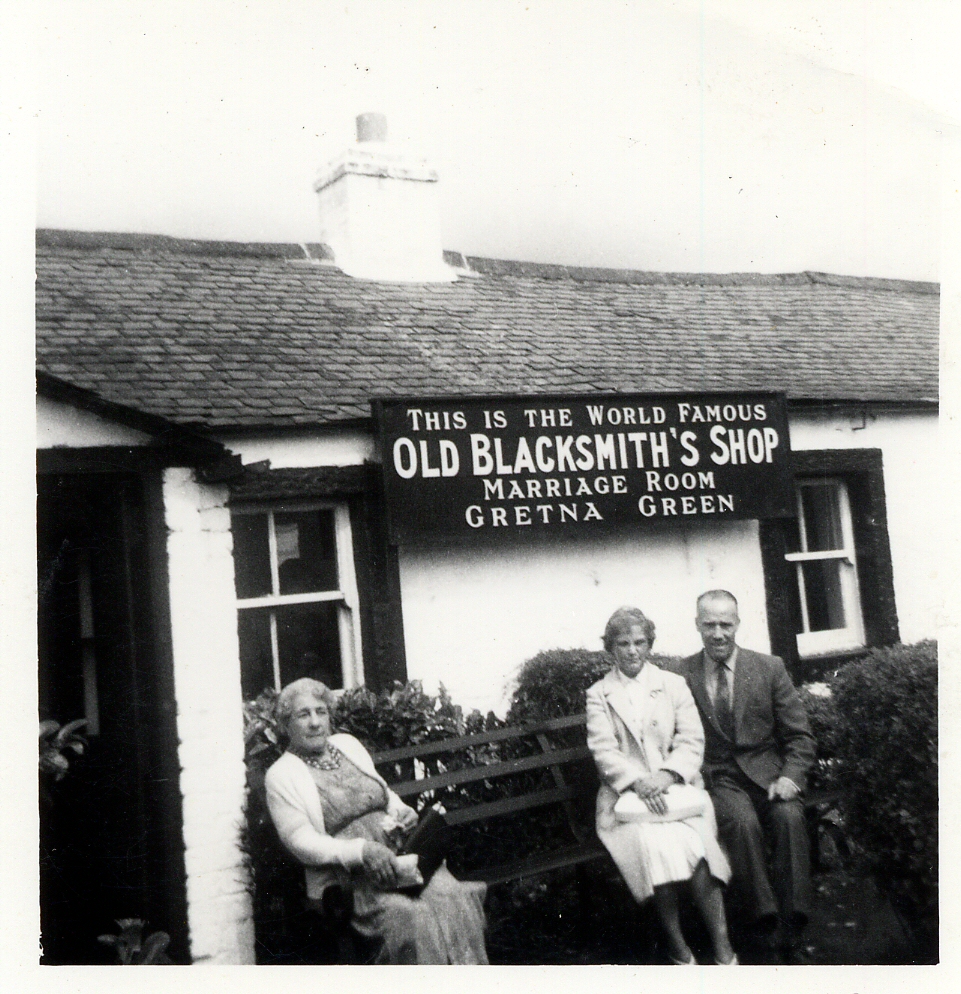 THIS IS THE WORLD FAMOUS
OLD BLACKSMITH'S SHOP
MARRIAGE ROOM
GRETNA GREEN